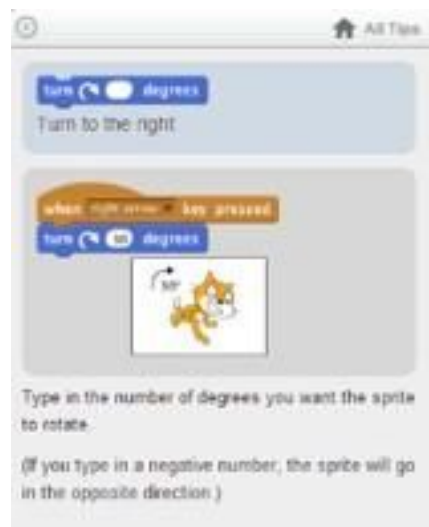 All Tips
turn degrees
Turn to the right
when right arrow key pressed
turn degrees
Type in the number of degrees you want the sprite
to rotate.
(If you type in a negative number, the sprite will go
in the opposite direction.)